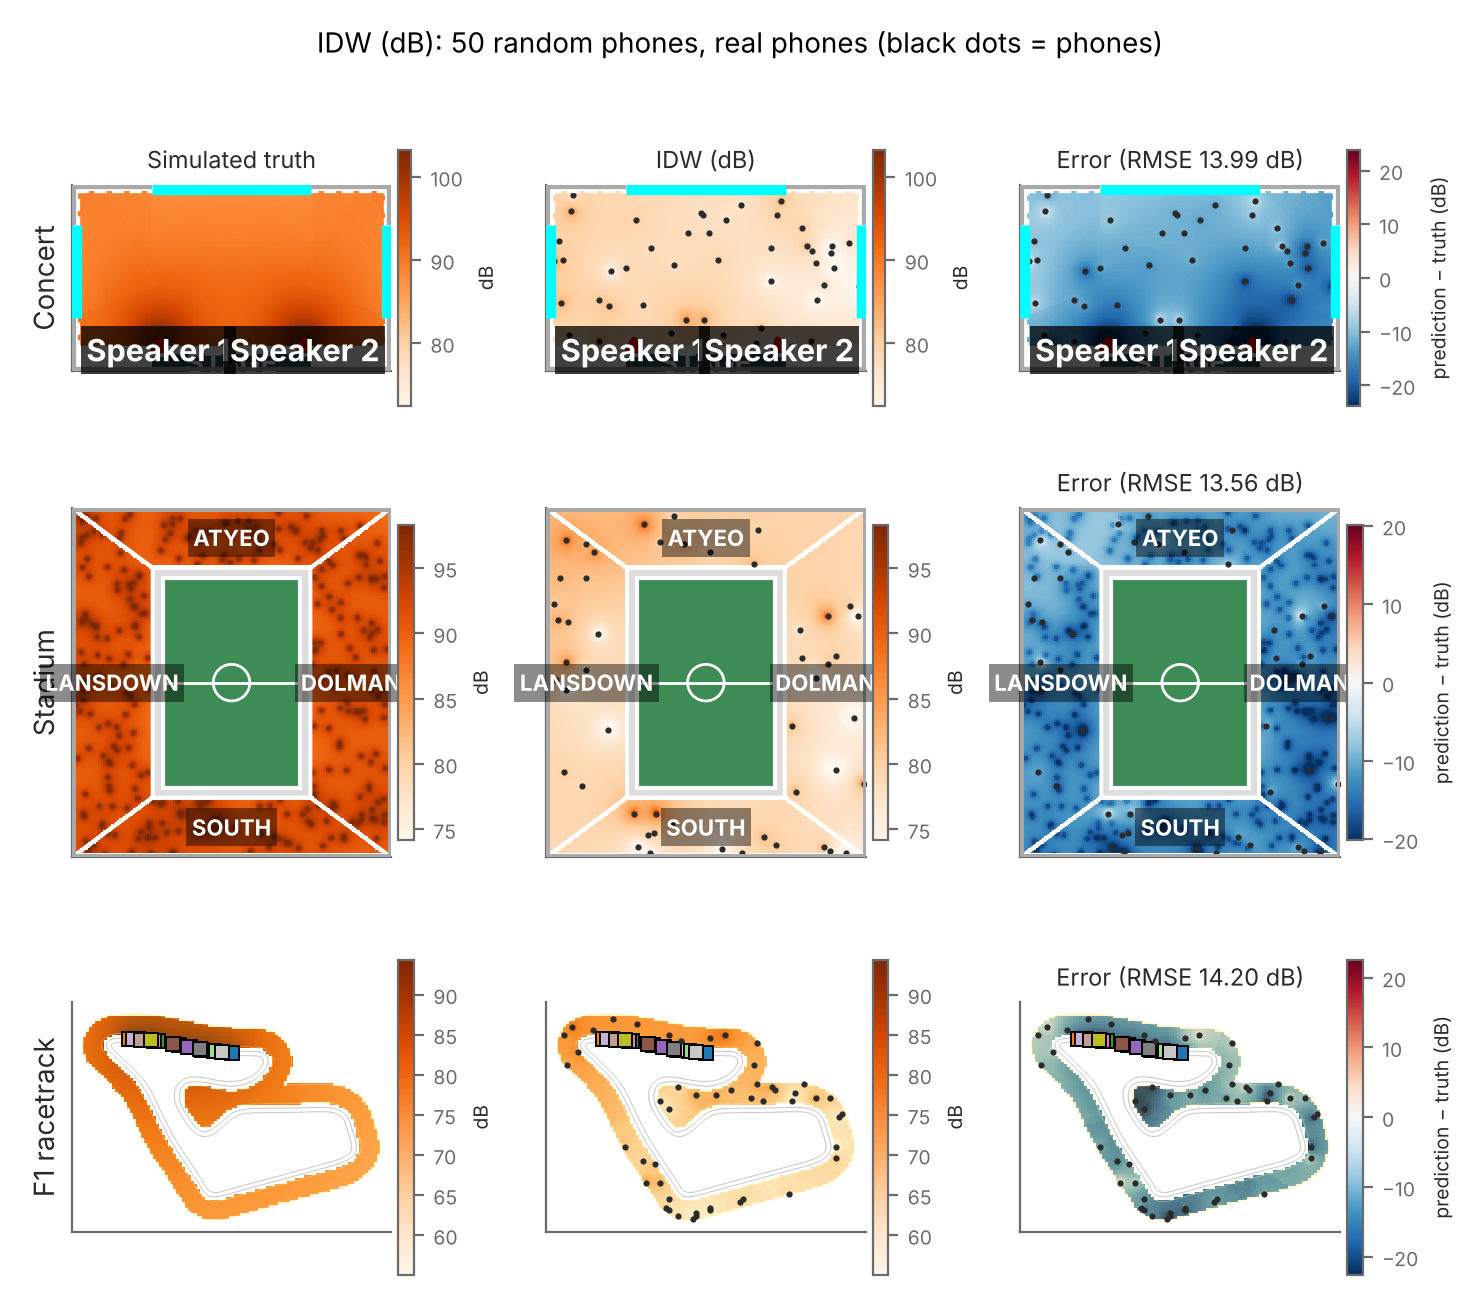 IDW (dB): 50 random phones, real phones (black dots = phones)
Simulated truth
IDW (dB)
Error (RMSE 13.99 dB)
Concert
Speaker 1
Speaker 2
100
90
80
dB
Speaker 1
Speaker 2
100
90
80
dB
Speaker 1
Speaker 2
20
10
0
−10
−20
prediction − truth (dB)
Error (RMSE 13.56 dB)
Stadium
ATYEO
LANSDOWN
DOLMAN
SOUTH
95
90
85
80
75
dB
ATYEO
LANSDOWN
DOLMAN
SOUTH
95
90
85
80
75
dB
ATYEO
LANSDOWN
DOLMAN
SOUTH
20
10
0
−10
−20
prediction − truth (dB)
Error (RMSE 14.20 dB)
F1 racetrack
90
85
80
75
70
65
60
dB
90
85
80
75
70
65
60
dB
20
10
0
−10
−20
prediction − truth (dB)